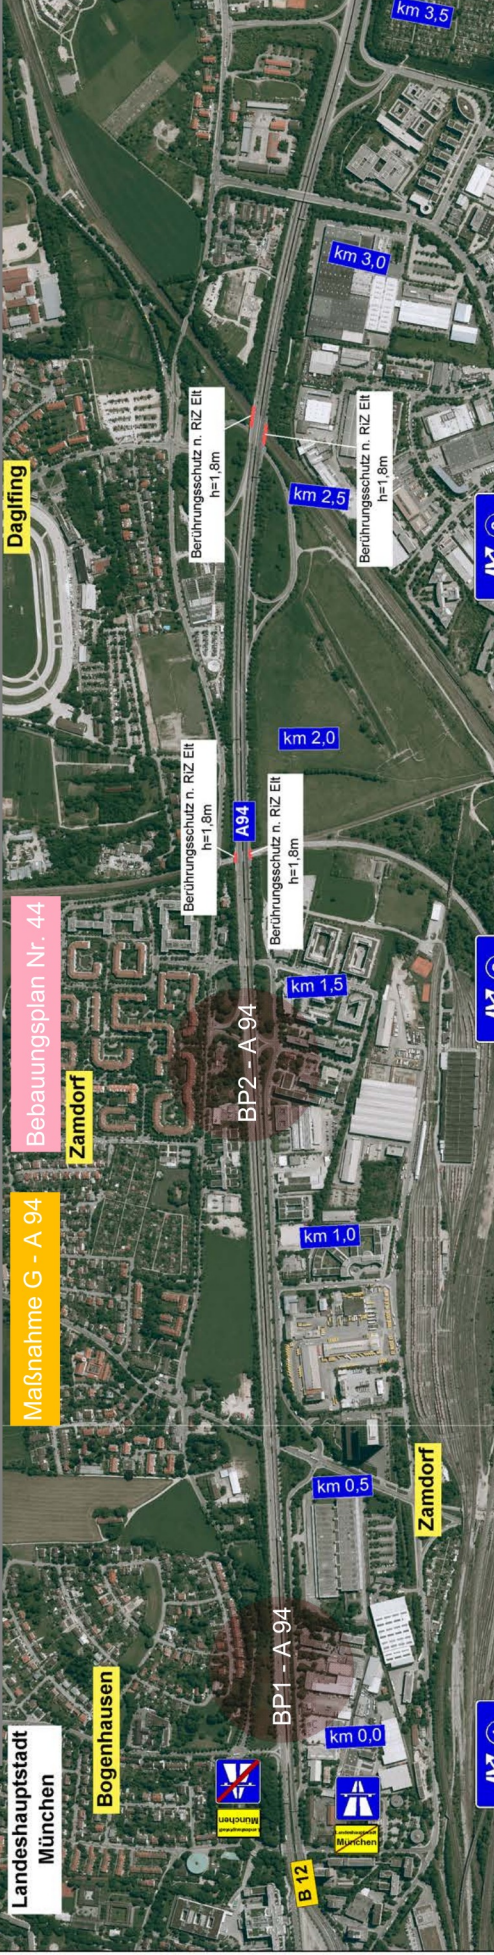 km 3,5
km 3,0
Daglfing
Berührungsschutz n. RiZ Elt
h=1,8m
Berührungsschutz n. RiZ Elt
h=1,8m
km 2,5
km 2,0
Berührungsschutz n. RiZ Elt
h=1,8m
A94
Berührungsschutz n. RiZ Elt
h=1,8m
Bebauungsplan Nr. 44
km 1,5
Zamdorf
BP2 - A 94
Maßnahme G - A 94
km 1,0
km 0,5
Zamdorf
Bogenhausen
BP1 - A 94
Landeshauptstadt
München
km 0,0
Landeshauptstadt
München
Landeshauptstadt
München
B 12